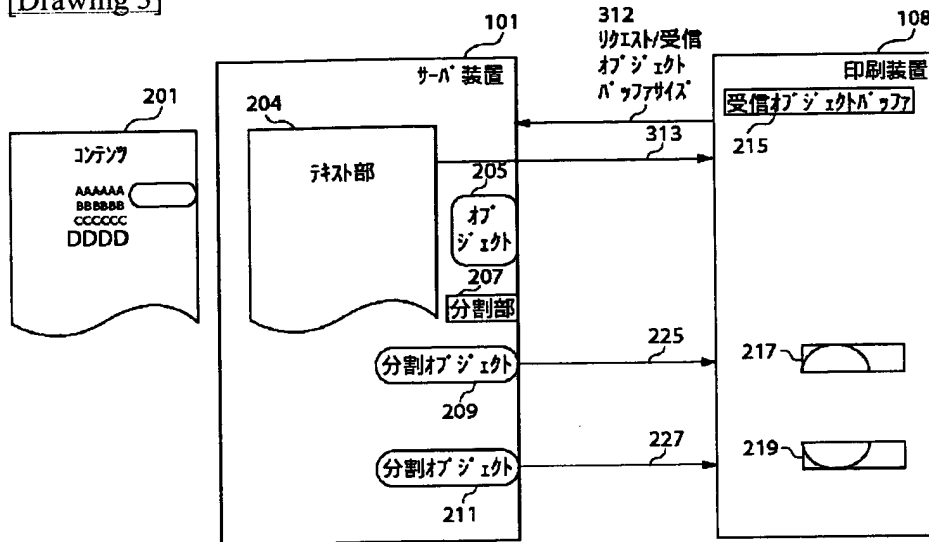 [Drawing 3]
201
コンテンツ
AAAAAA
BBBBBB
CCCCCC
DDDD
101
サーバ装置
204
テキスト部
205
オブ
ジェクト
207
分割部
分割オブジェクト
209
分割オブジェクト
211
312
リクエスト/受信
オブジェクト
バッファサイズ
313
225
227
108
印刷装置
受信オブジェクトバッファ
215
217
219